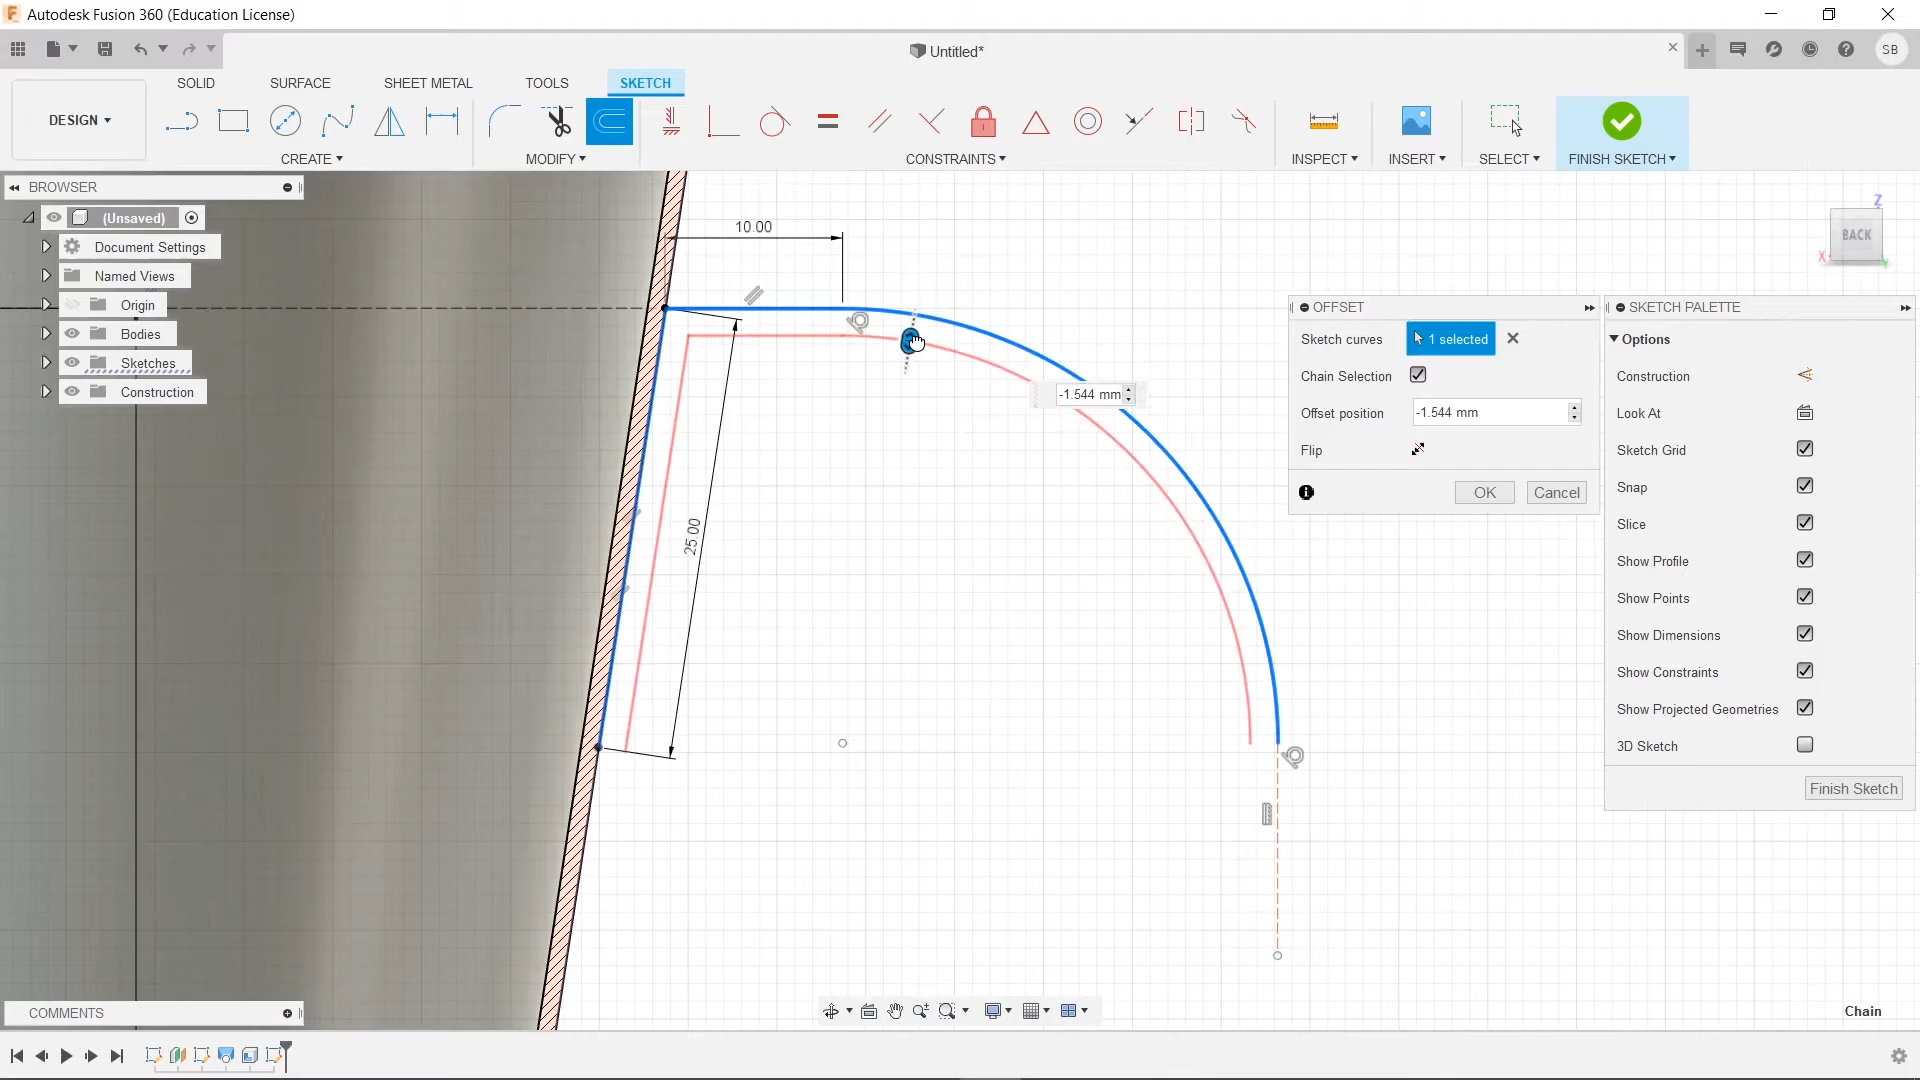 Autodesk Fusion 360 (Education License)
Untitled*
SB
DESIGN
SOLID
SURFACE
SHEET METAL
TOOLS
SKETCH
CREATE
MODIFY
CONSTRAINTS
INSPECT
INSERT
SELECT
FINISH SKETCH
BROWSER
(Unsaved)
Document Settings
Named Views
Origin
Bodies
Sketches
Construction
10.00
25.00
-1.544 mm
Z
BACK
X
Y
OFFSET
Sketch curves
1 selected
Chain Selection
Offset position
-1.544 mm
Flip
OK
Cancel
SKETCH PALETTE
Options
Construction
Look At
Sketch Grid
Snap
Slice
Show Profile
Show Points
Show Dimensions
Show Constraints
Show Projected Geometries
3D Sketch
Finish Sketch
COMMENTS
Chain